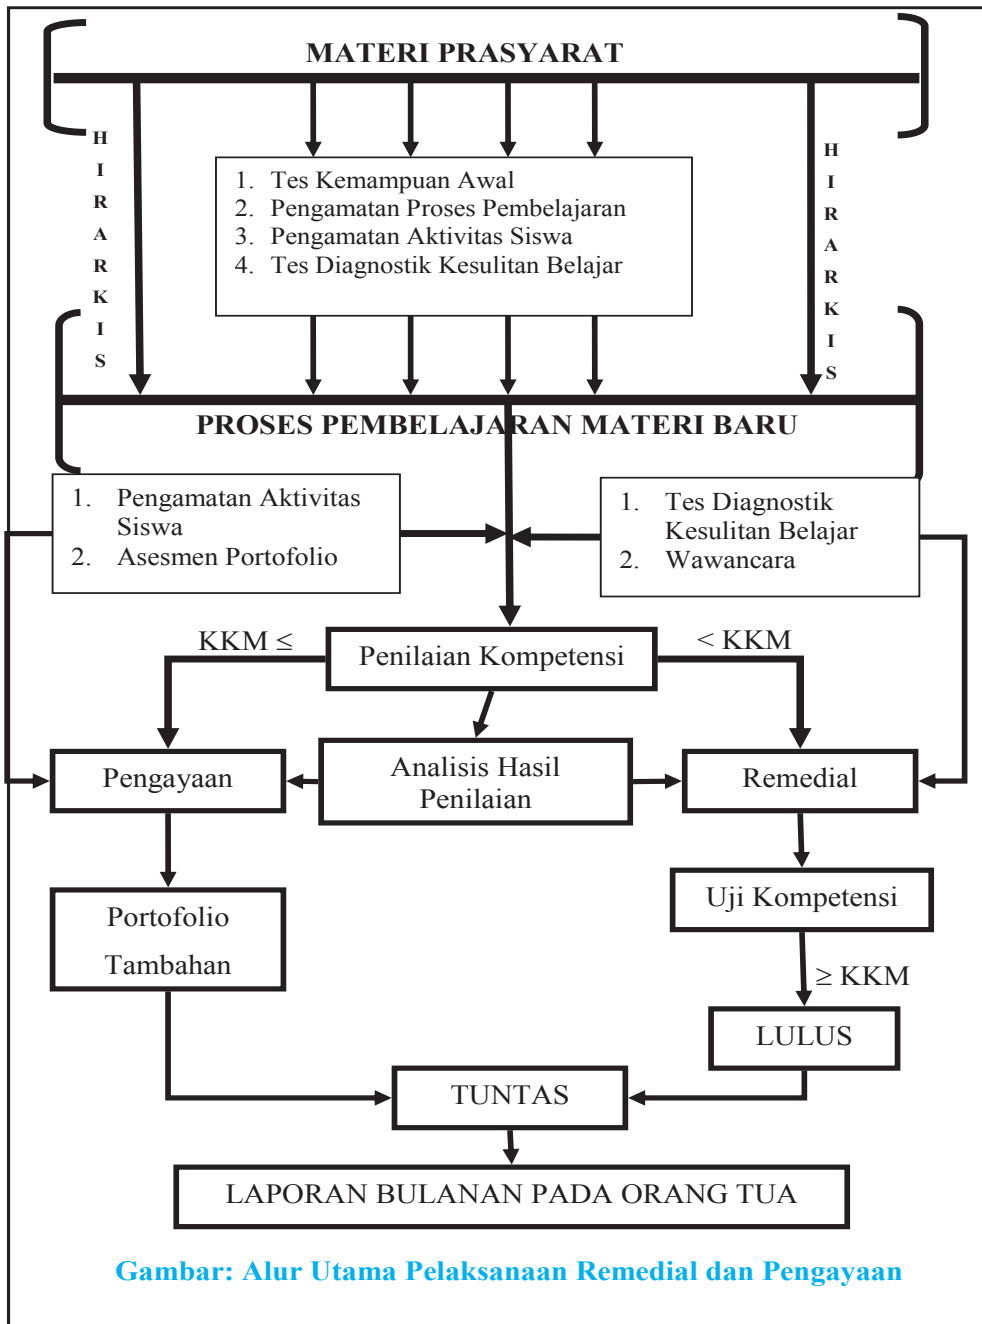 MATERI PRASYARAT
HIRARKIS
HIRARKIS
1. Tes Kemampuan Awal
2. Pengamatan Proses Pembelajaran
3. Pengamatan Aktivitas Siswa
4. Tes Diagnostik Kesulitan Belajar
PROSES PEMBELAJARAN MATERI BARU
1. Pengamatan Aktivitas
Siswa
2. Asesmen Portofolio
1. Tes Diagnostik
Kesulitan Belajar
2. Wawancara
KKM ≤
Penilaian Kompetensi
< KKM
Pengayaan
Analisis Hasil
Penilaian
Remedial
Portofolio
Tambahan
Uji Kompetensi
≥ KKM
LULUS
TUNTAS
LAPORAN BULANAN PADA ORANG TUA
Gambar: Alur Utama Pelaksanaan Remedial dan Pengayaan